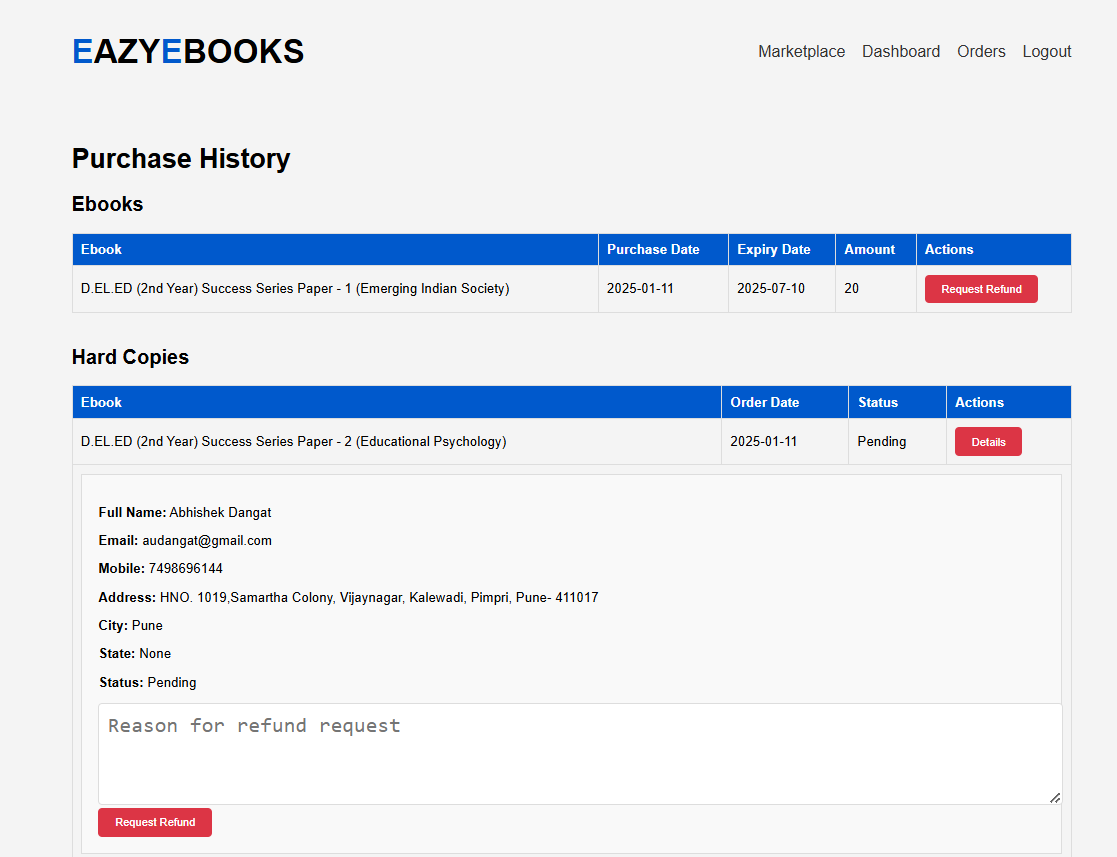 EAZYEBOOKS
Marketplace Dashboard Orders Logout
Purchase History
Ebooks
Ebook Purchase Date Expiry Date Amount Actions
D.EL.ED (2nd Year) Success Series Paper - 1 (Emerging Indian Society) 2025-01-11 2025-07-10 20 Request Refund
Hard Copies
Ebook Order Date Status Actions
D.EL.ED (2nd Year) Success Series Paper - 2 (Educational Psychology) 2025-01-11 Pending Details
Full Name: Abhishek Dangat
Email: audangat@gmail.com
Mobile: 7498696144
Address: HNO. 1019,Samartha Colony, Vijaynagar, Kalewadi, Pimpri, Pune- 411017
City: Pune
State: None
Status: Pending
Reason for refund request
Request Refund